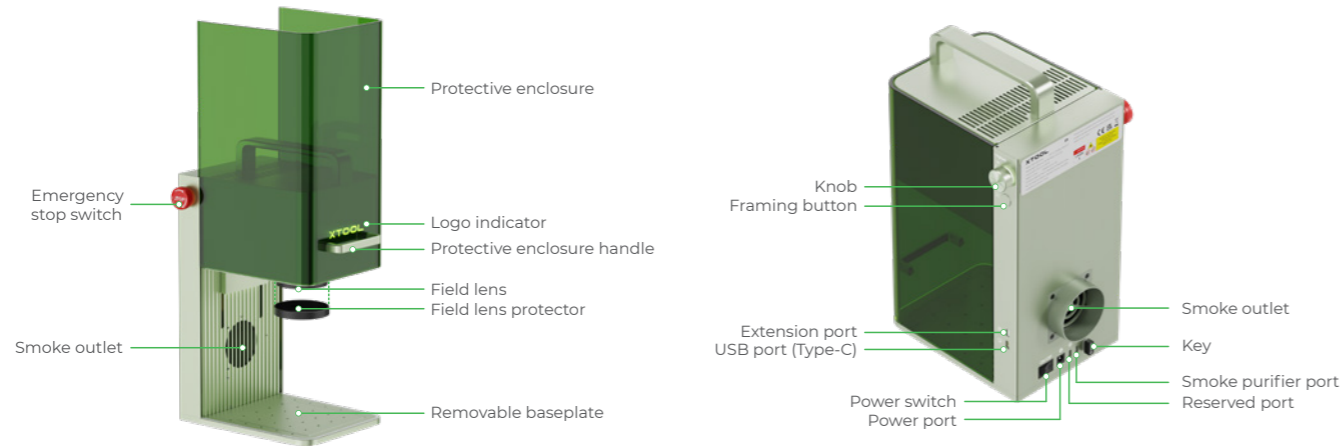 Protective enclosure
Emergency
stop switch
Logo indicator
XTOOL
Protective enclosure handle
Field lens
Field lens protector
Smoke outlet
Removable baseplate
XTOOL
Knob
Framing button
Smoke outlet
Extension port
USB port (Type-C)
Key
Smoke purifier port
Power switch
Reserved port
Power port